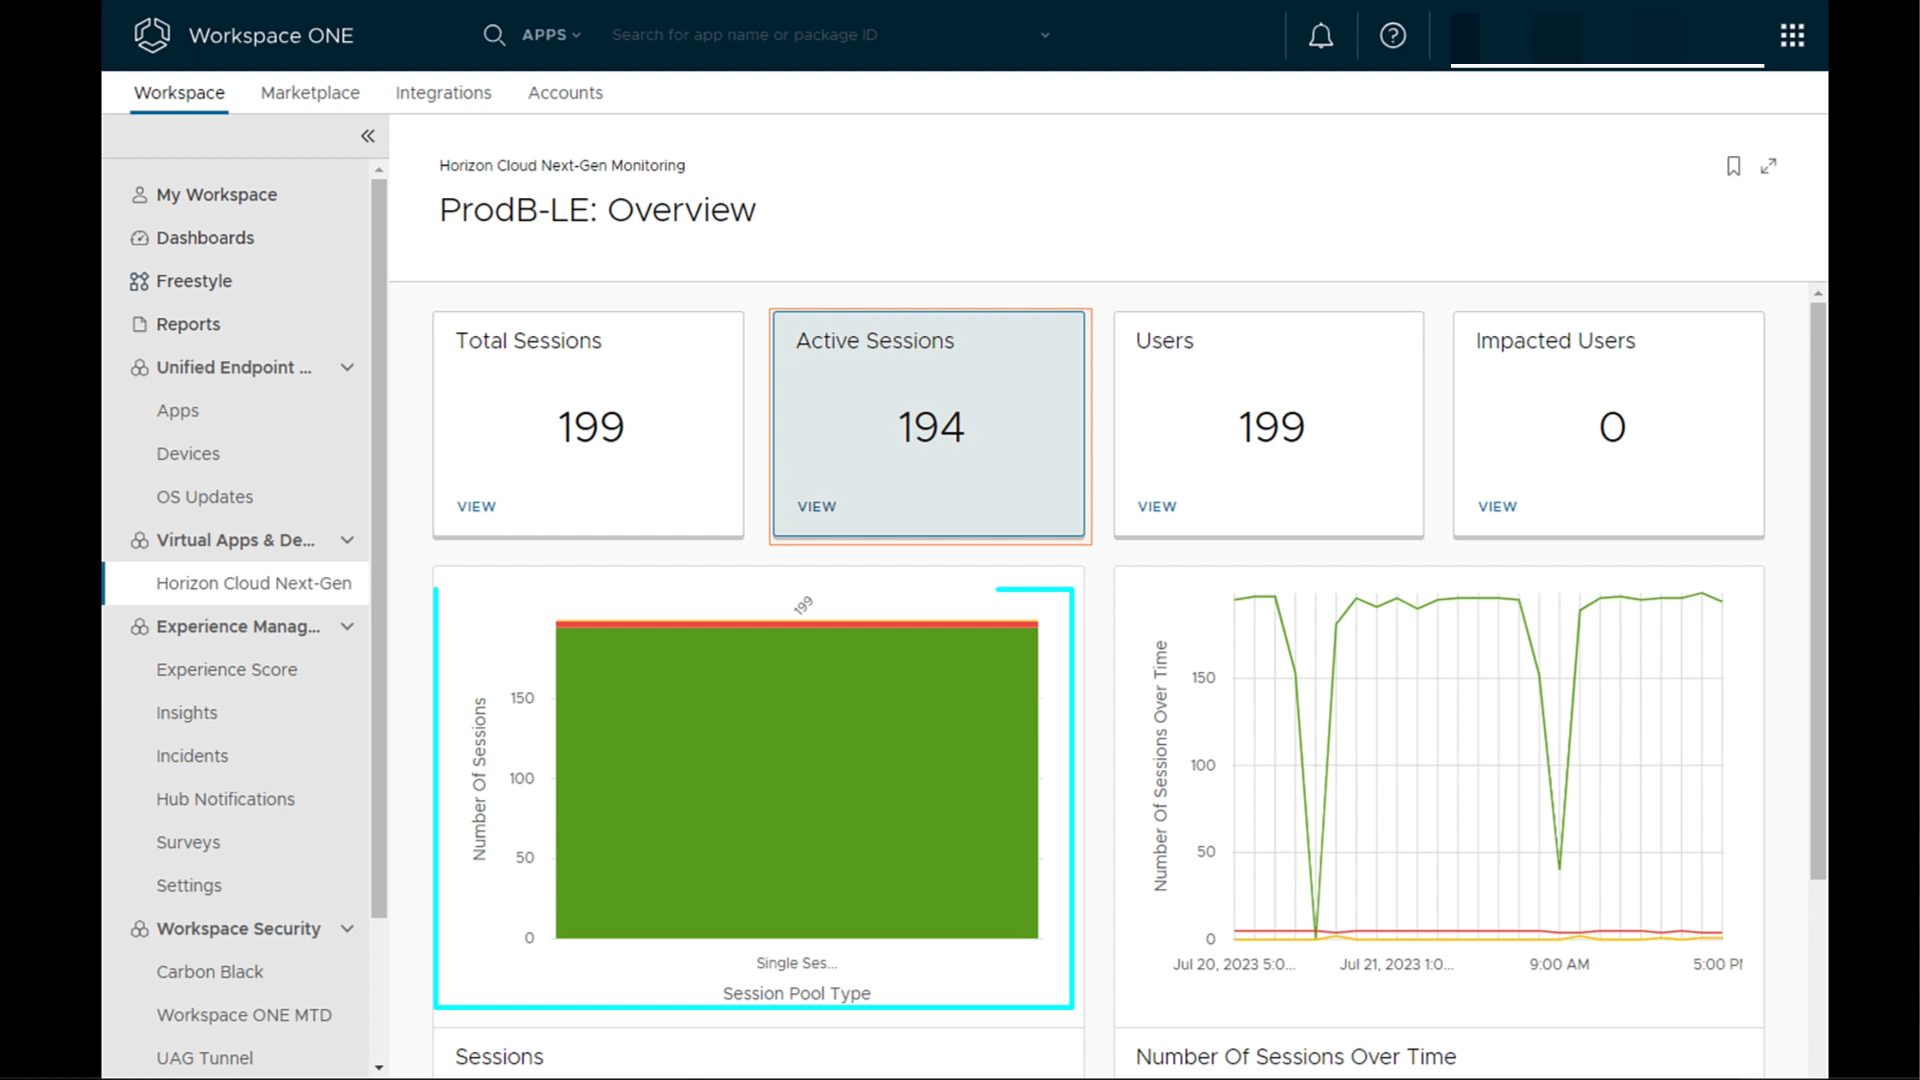 Workspace ONE
APPS
Search for app name or package ID
Workspace
Marketplace
Integrations
Accounts
My Workspace
Dashboards
Freestyle
Reports
Unified Endpoint ...
Apps
Devices
OS Updates
Virtual Apps & De...
Horizon Cloud Next-Gen
Experience Manag...
Experience Score
Insights
Incidents
Hub Notifications
Surveys
Settings
Workspace Security
Carbon Black
Workspace ONE MTD
UAG Tunnel
Horizon Cloud Next-Gen Monitoring
ProdB-LE: Overview
Total Sessions
199
VIEW
Active Sessions
194
VIEW
Users
199
VIEW
Impacted Users
0
VIEW
199
Number Of Sessions
150
100
50
0
Single Ses...
Session Pool Type
Sessions
Number Of Sessions Over Time
150
100
50
0
Jul 20, 2023 5:0...
Jul 21, 2023 1:0...
9:00 AM
5:00 PM
Number Of Sessions Over Time